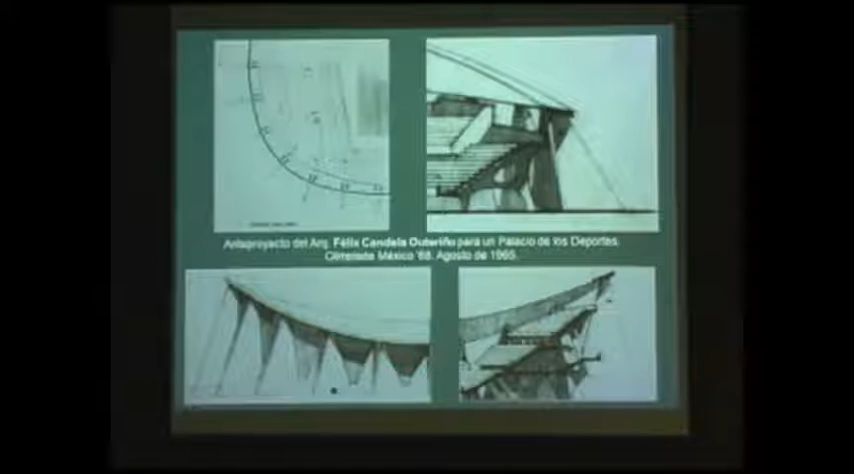 Anteproyecto del Arq. Félix Candela Outeriño para un Palacio de los Deportes.
Olimpiada México '68. Agosto de 1965.